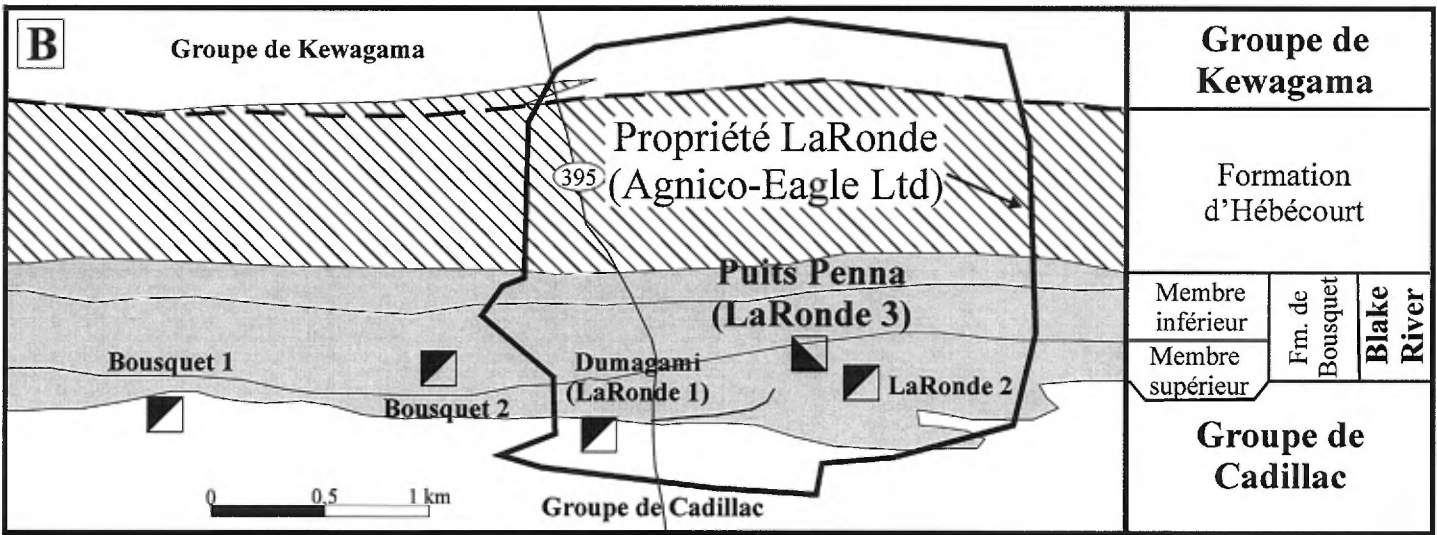 B
Groupe de Kewagama
Propriété LaRonde
(Agnico-Eagle Ltd)
395
Puits Penna
(LaRonde 3)
Bousquet 1
Bousquet 2
Dumagami
(LaRonde 1)
LaRonde 2
0 0,5 1 km
Groupe de Cadillac
Groupe de
Kewagama
Formation
d'Hébécourt
Membre
inférieur
Membre
supérieur
Fm. de
Bousquet
Blake
River
Groupe de
Cadillac